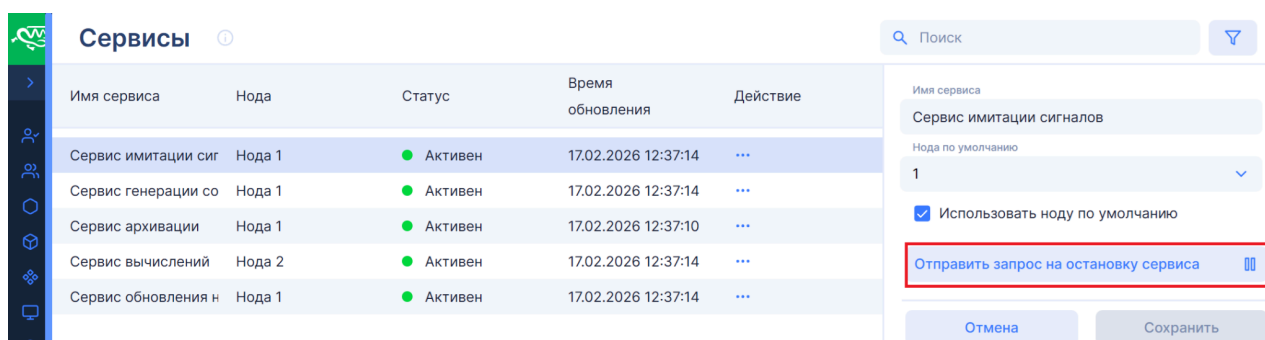 Сервисы
Поиск
Имя сервиса Нода Статус Время обновления Действие
Сервис имитации сиг Нода 1 Активен 17.02.2026 12:37:14 ...
Сервис генерации со Нода 1 Активен 17.02.2026 12:37:14 ...
Сервис архивации Нода 1 Активен 17.02.2026 12:37:10 ...
Сервис вычислений Нода 2 Активен 17.02.2026 12:37:14 ...
Сервис обновления н Нода 1 Активен 17.02.2026 12:37:14 ...
Имя сервиса
Сервис имитации сигналов
Нода по умолчанию
1
Использовать ноду по умолчанию
Отправить запрос на остановку сервиса
Отмена Сохранить